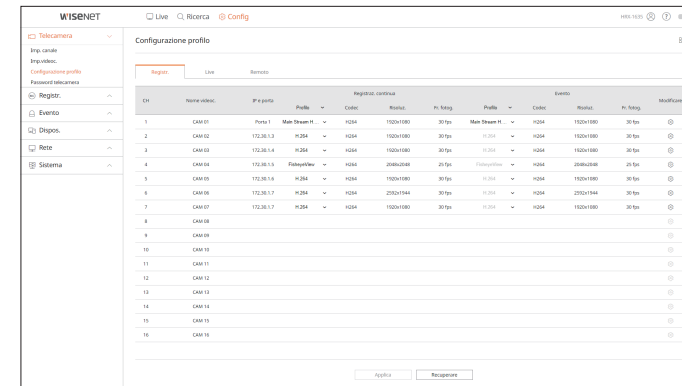 WISENET Live Ricerca Config HRX-1635
Telecamera
Imp. canale
Imp.videoc.
Configurazione profilo
Password telecamera
Registr.
Evento
Dispos.
Rete
Sistema
Configurazione profilo
Registr. Live Remoto
CH Nome videoc. IP e porta Registraz. continua Evento Modificare
Profilo Codec Risoluz. Fr. fotog. Profilo Codec Risoluz. Fr. fotog.
1 CAM 01 Porta 1 Main Stream H ... H264 1920x1080 30 fps Main Stream H ... H264 1920x1080 30 fps
2 CAM 02 172.30.1.3 H.264 H264 1920x1080 30 fps H.264 H264 1920x1080 30 fps
3 CAM 03 172.30.1.4 H.264 H264 1920x1080 30 fps H.264 H264 1920x1080 30 fps
4 CAM 04 172.30.1.5 FisheyeView H264 2048x2048 25 fps FisheyeView H264 2048x2048 25 fps
5 CAM 05 172.30.1.6 H.264 H264 1920x1080 30 fps H.264 H264 1920x1080 30 fps
6 CAM 06 172.30.1.7 H.264 H264 2592x1944 30 fps H.264 H264 2592x1944 30 fps
7 CAM 07 172.30.1.7 H.264 H264 1920x1080 30 fps H.264 H264 1920x1080 30 fps
8 CAM 08
9 CAM 09
10 CAM 10
11 CAM 11
12 CAM 12
13 CAM 13
14 CAM 14
15 CAM 15
16 CAM 16
Applica Recuperare